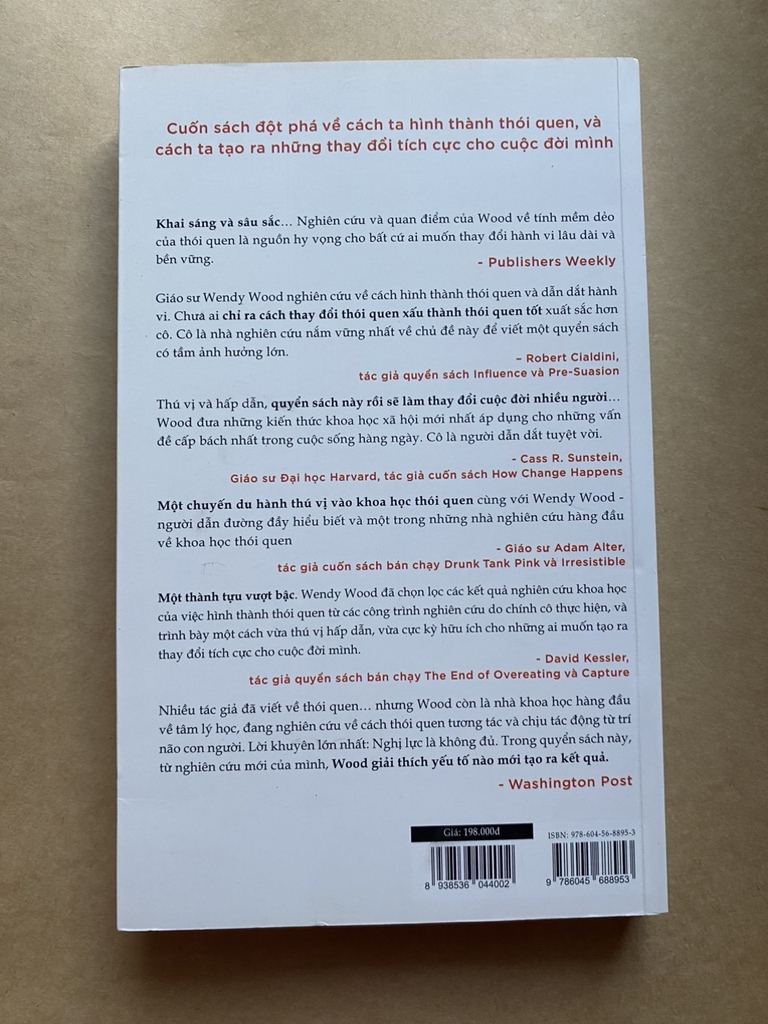 Cuốn sách đột phá về cách ta hình thành thói quen, và
cách ta tạo ra những thay đổi tích cực cho cuộc đời mình
Khai sáng và sâu sắc... Nghiên cứu và quan điểm của Wood về tính mềm dẻo
của thói quen là nguồn hy vọng cho bất cứ ai muốn thay đổi hành vi lâu dài và
bền vững.
- Publishers Weekly
Giáo sư Wendy Wood nghiên cứu về cách hình thành thói quen và dẫn dắt hành
vi. Chưa ai chỉ ra cách thay đổi thói quen xấu thành thói quen tốt xuất sắc hơn
cô. Cô là nhà nghiên cứu nắm vững nhất về chủ đề này để viết một quyển sách
có tầm ảnh hưởng lớn.
– Robert Cialdini,
tác giả quyển sách Influence và Pre-Suasion
Thú vị và hấp dẫn, quyển sách này rồi sẽ làm thay đổi cuộc đời nhiều người...
Wood đưa những kiến thức khoa học xã hội mới nhất áp dụng cho những vấn
đề cấp bách nhất trong cuộc sống hàng ngày. Cô là người dẫn dắt tuyệt vời.
- Cass R. Sunstein,
Giáo sư Đại học Harvard, tác giả cuốn sách How Change Happens
Một chuyến du hành thú vị vào khoa học thói quen cùng với Wendy Wood -
người dẫn đường đầy hiểu biết và một trong những nhà nghiên cứu hàng đầu
về khoa học thói quen
- Giáo sư Adam Alter,
tác giả cuốn sách bán chạy Drunk Tank Pink và Irresistible
Một thành tựu vượt bậc. Wendy Wood đã chọn lọc các kết quả nghiên cứu khoa học
của việc hình thành thói quen từ các công trình nghiên cứu do chính cô thực hiện, và
trình bày một cách vừa thú vị hấp dẫn, vừa cực kỳ hữu ích cho những ai muốn tạo ra
thay đổi tích cực cho cuộc đời mình.
- David Kessler,
tác giả quyển sách bán chạy The End of Overeating và Capture
Nhiều tác giả đã viết về thói quen... nhưng Wood còn là nhà khoa học hàng đầu
về tâm lý học, đang nghiên cứu về cách thói quen tương tác và chịu tác động từ trí
não con người. Lời khuyên lớn nhất: Nghị lực là không đủ. Trong quyển sách này,
từ nghiên cứu mới của mình, Wood giải thích yếu tố nào mới tạo ra kết quả.
- Washington Post
Giá: 198.000đ
ISBN: 978-604-56-8895-3
8 938536 044002
9 786045 688953